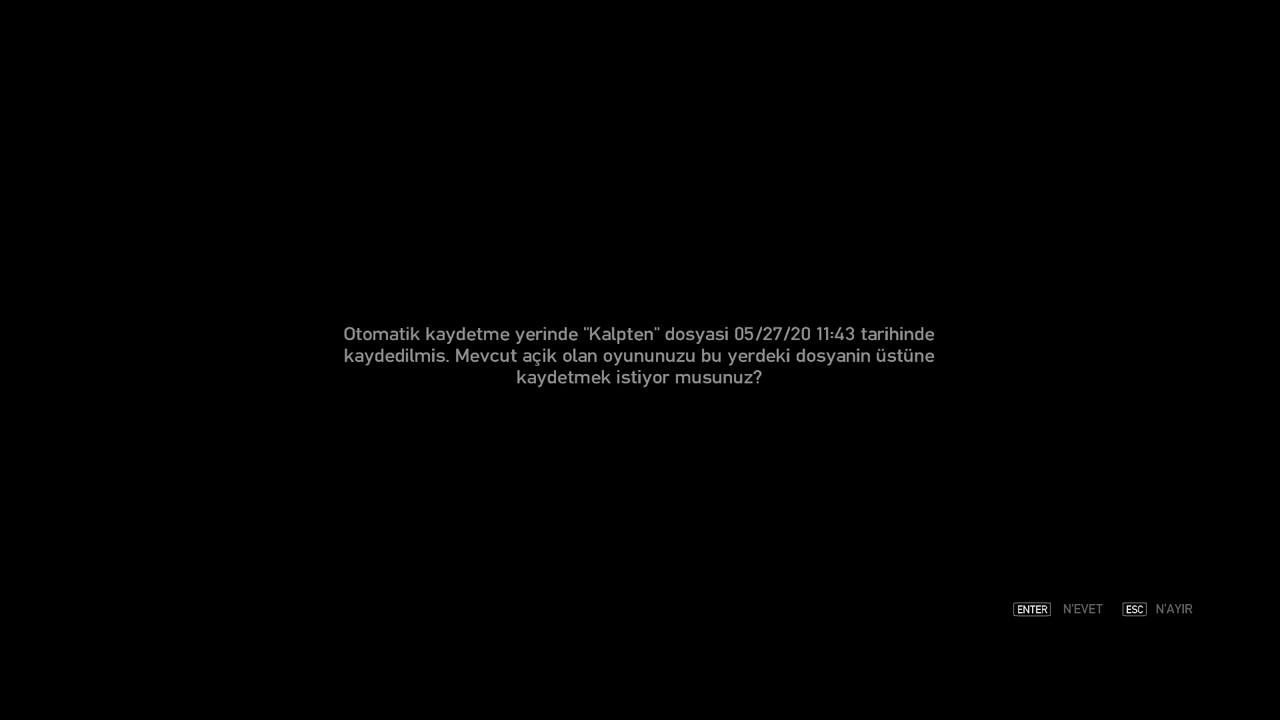 Otomatik kaydetme yerinde "Kalpten" dosyasi 05/27/20 11:43 tarihinde
kaydedilmis. Mevcut açik olan oyununuzu bu yerdeki dosyanin üstüne
kaydetmek istiyor musunuz?
ENTER N'EVET ESC N'AYIR